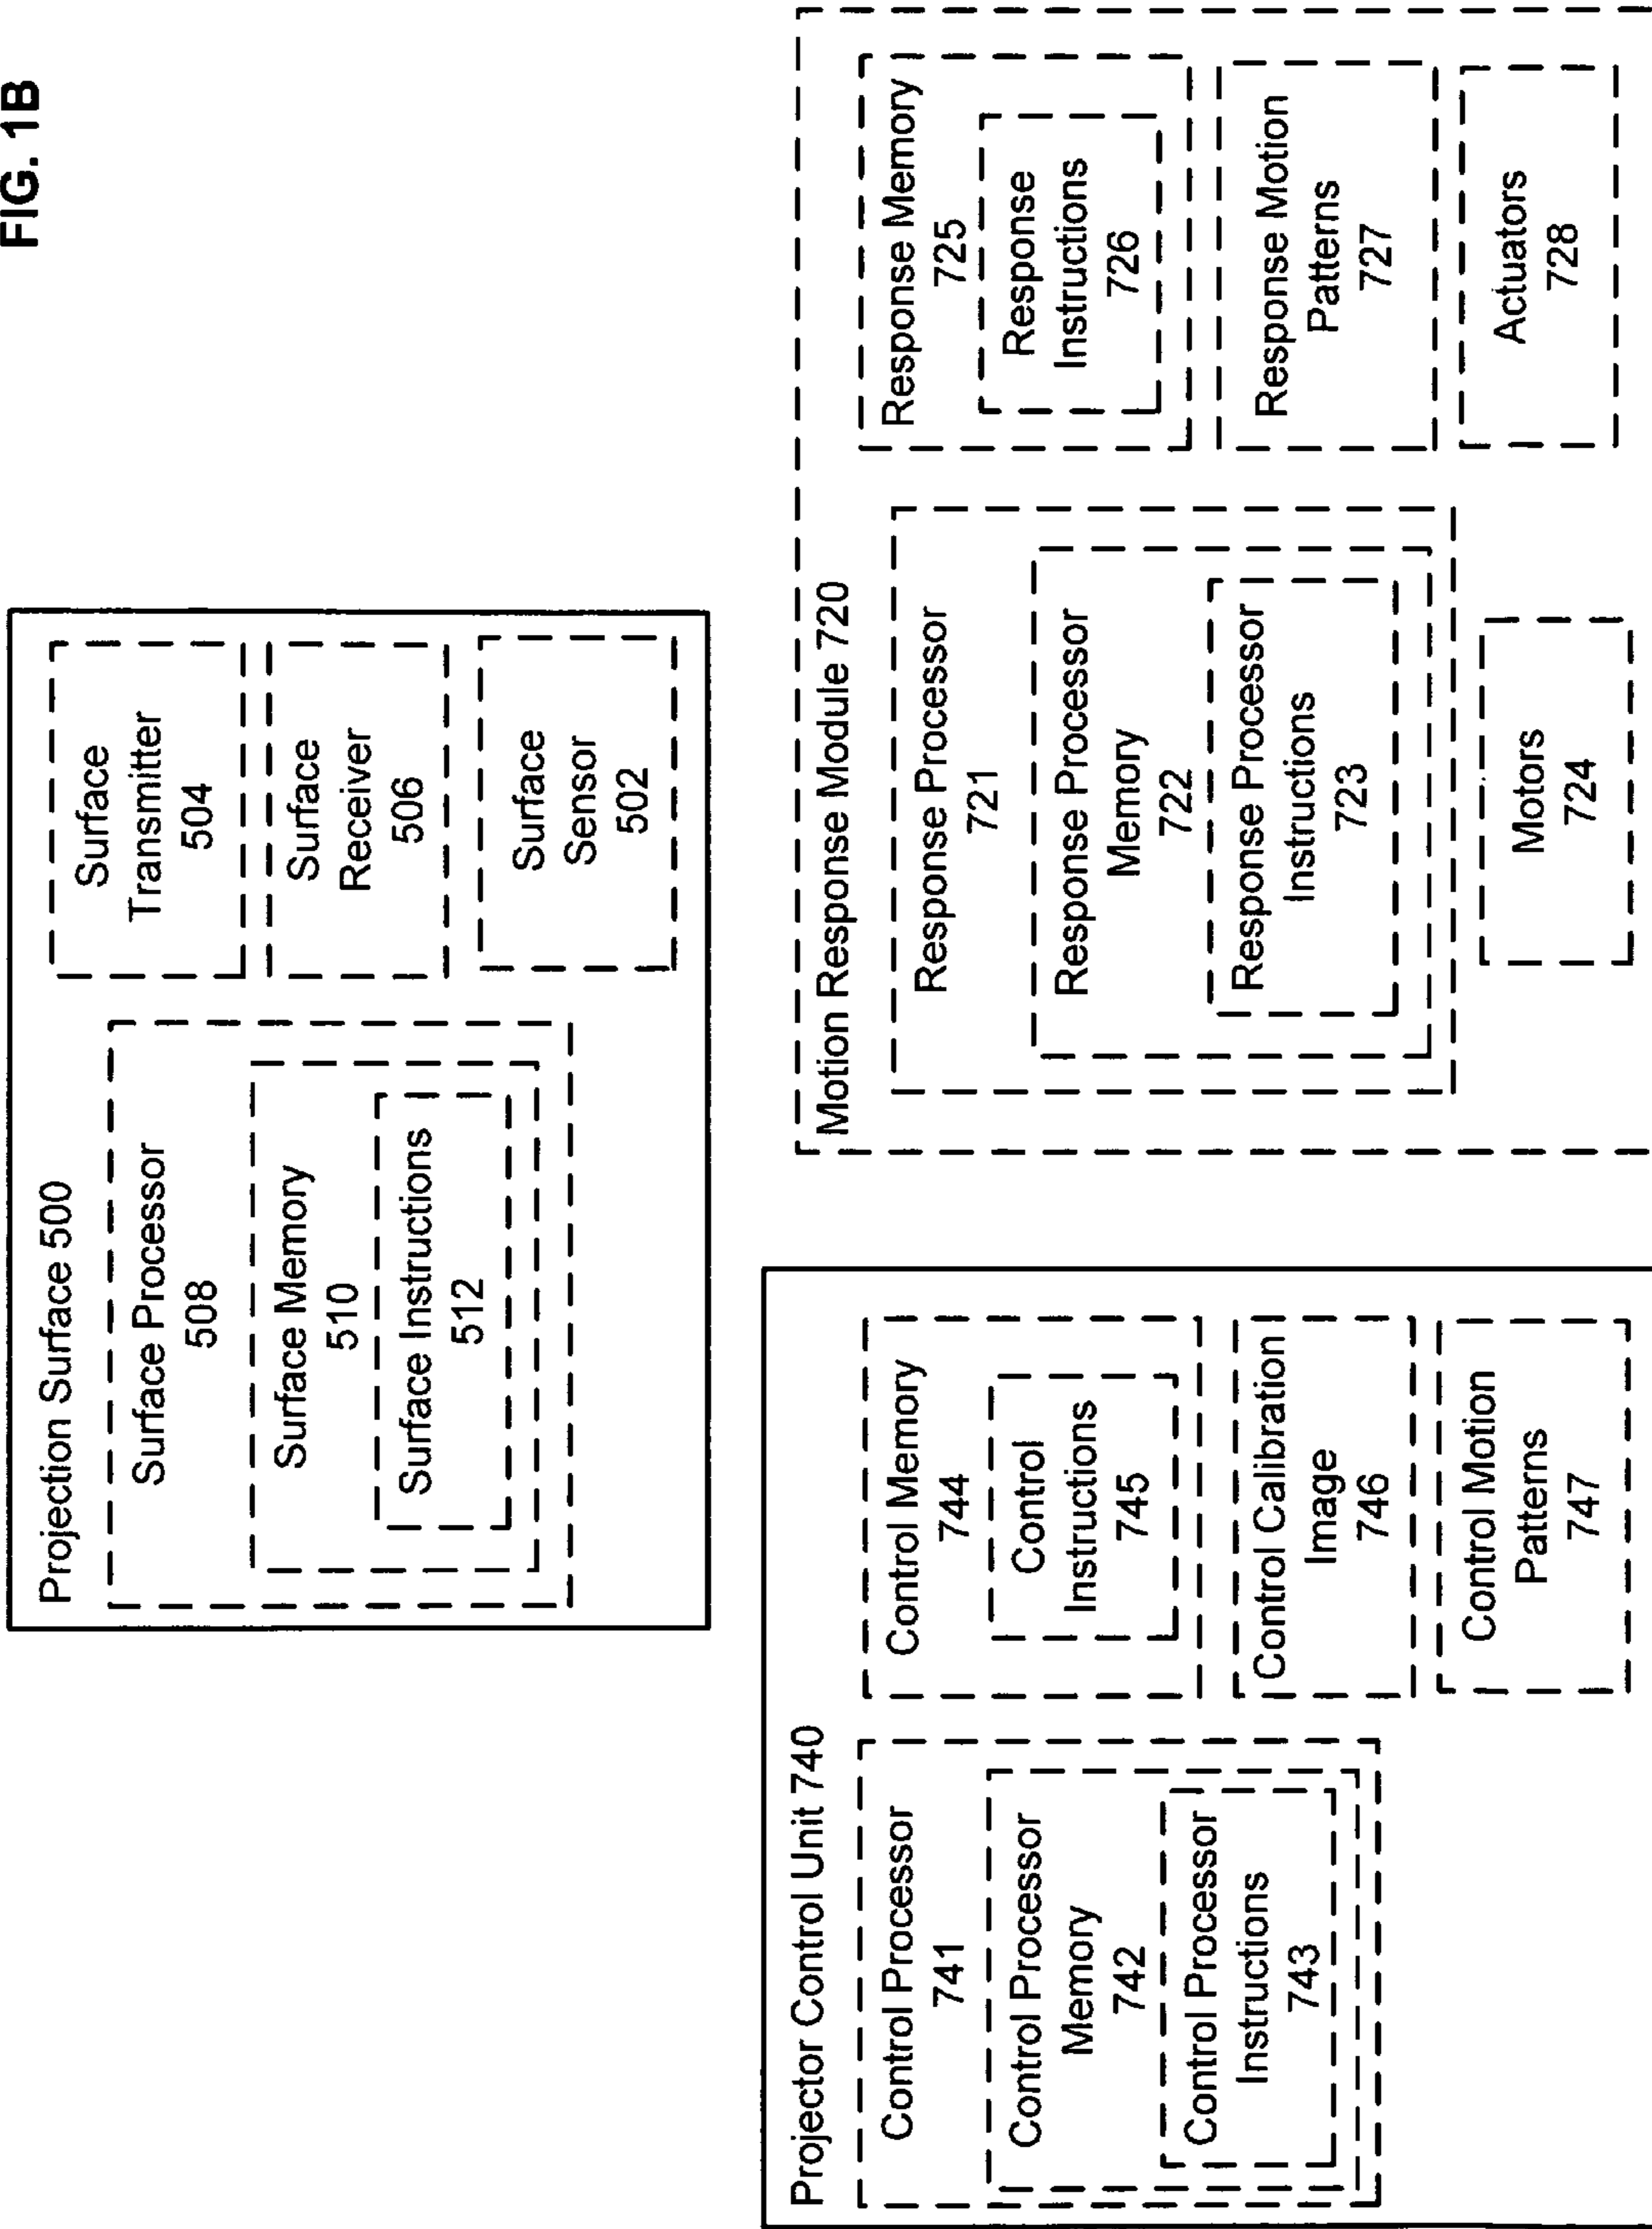 FIG. 1B
Projection Surface 500
Surface Processor
508
Surface Memory
510
Surface Instructions
512
Surface
Transmitter
504
Surface
Receiver
506
Surface
Sensor
502
Projector Control Unit 740
Control Processor
741
Control Processor
Memory
742
Control Processor
Instructions
743
Control Memory
744
Control
Instructions
745
Control Calibration
Image
746
Control Motion
Patterns
747
Motion Response Module 720
Response Processor
721
Response Processor
Memory
722
Response Processor
Instructions
723
Motors
724
Response Memory
725
Response
Instructions
726
Response Motion
Patterns
727
Actuators
728